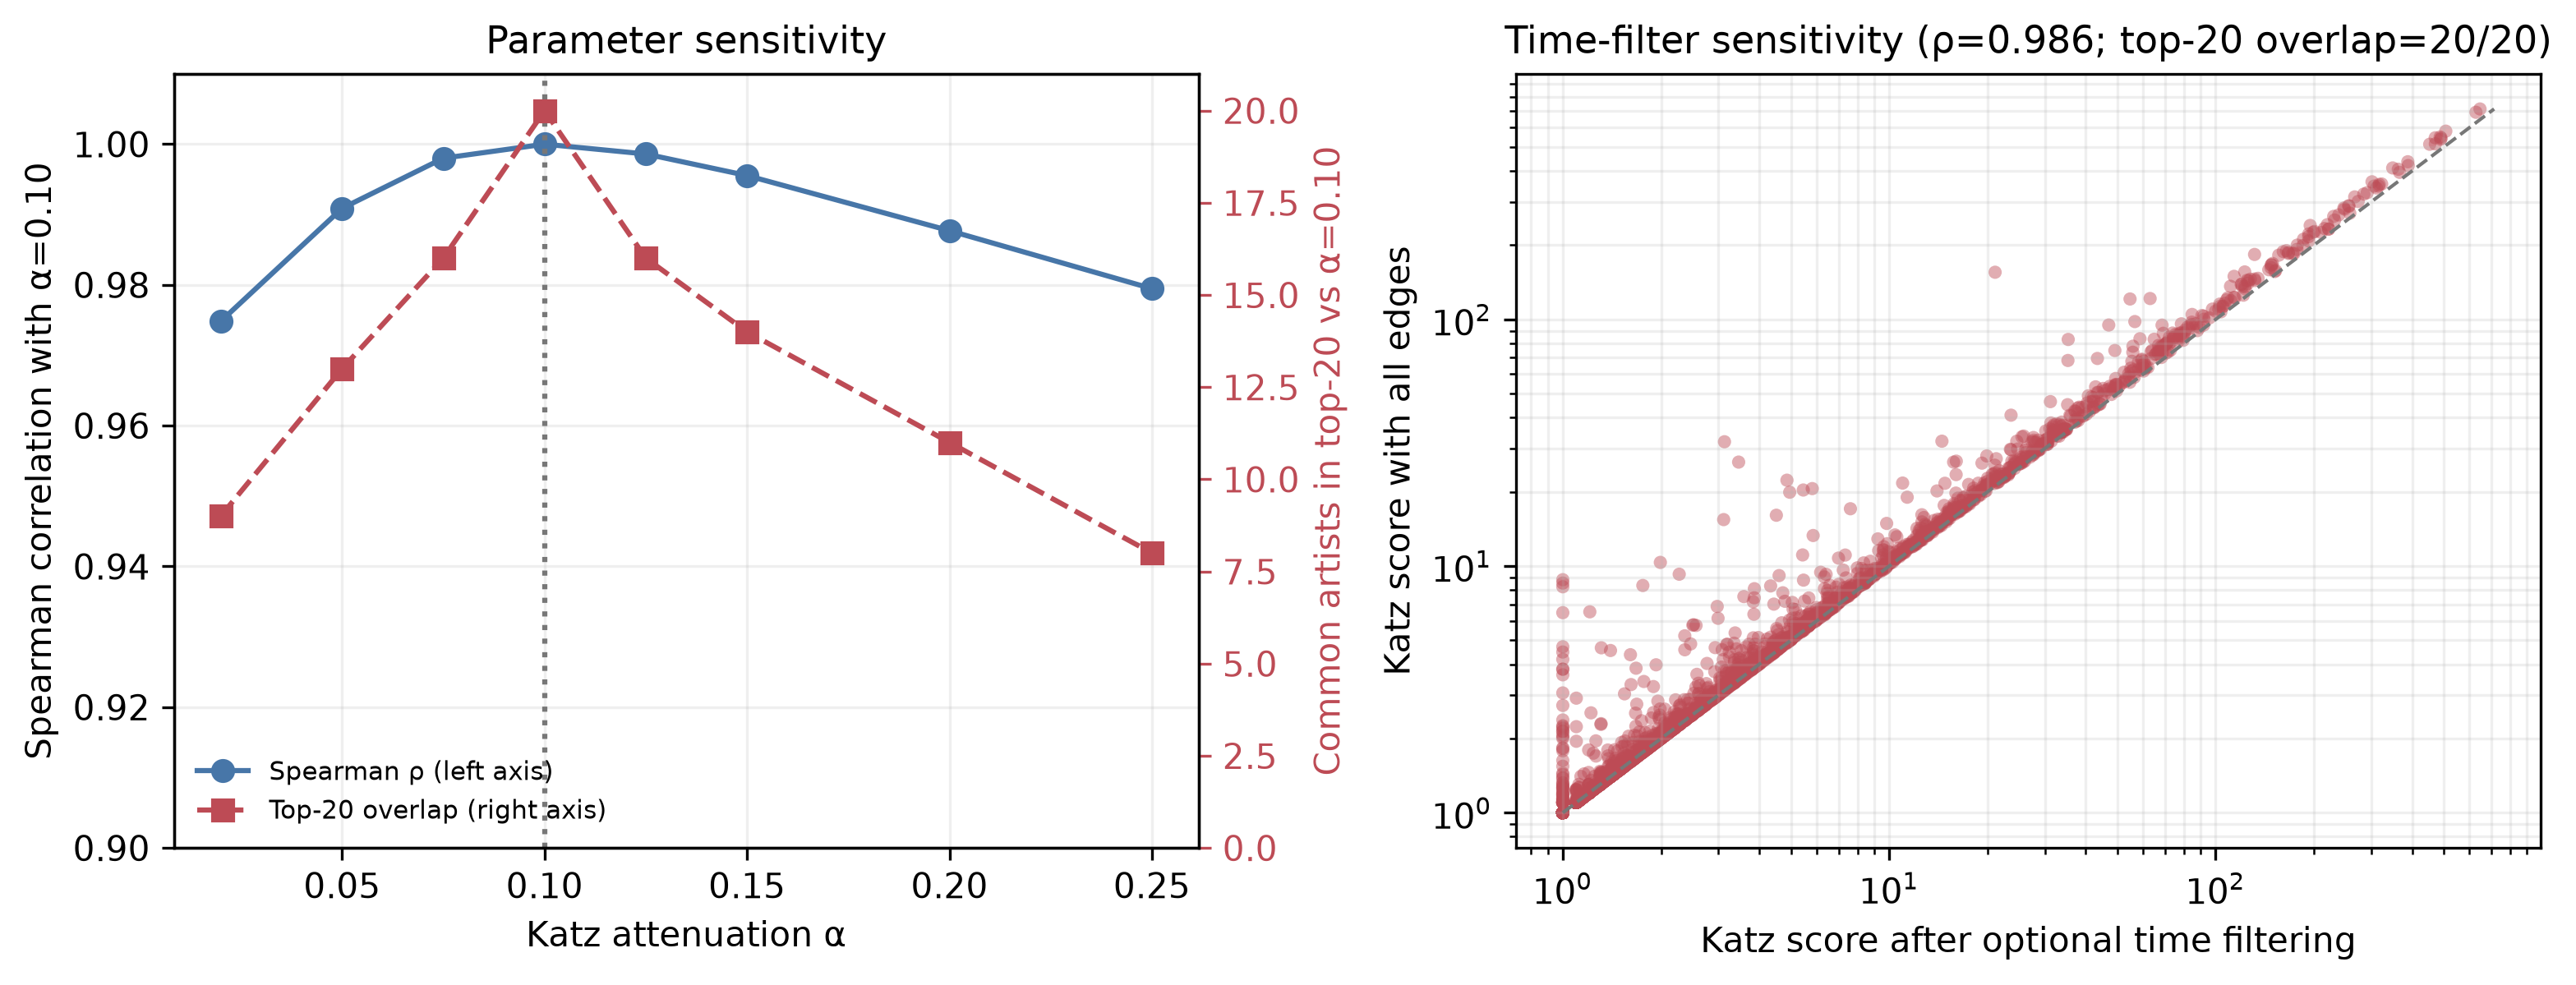 Parameter sensitivity
Spearman correlation with α=0.10
1.00
0.98
0.96
0.94
0.92
0.90
Spearman ρ (left axis)
Top-20 overlap (right axis)
0.05
0.10
0.15
0.20
0.25
Katz attenuation α
20.0
17.5
15.0
12.5
10.0
7.5
5.0
2.5
0.0
Common artists in top-20 vs α=0.10
Time-filter sensitivity (ρ=0.986; top-20 overlap=20/20)
Katz score with all edges
10²
10¹
10⁰
10⁰
10¹
10²
Katz score after optional time filtering